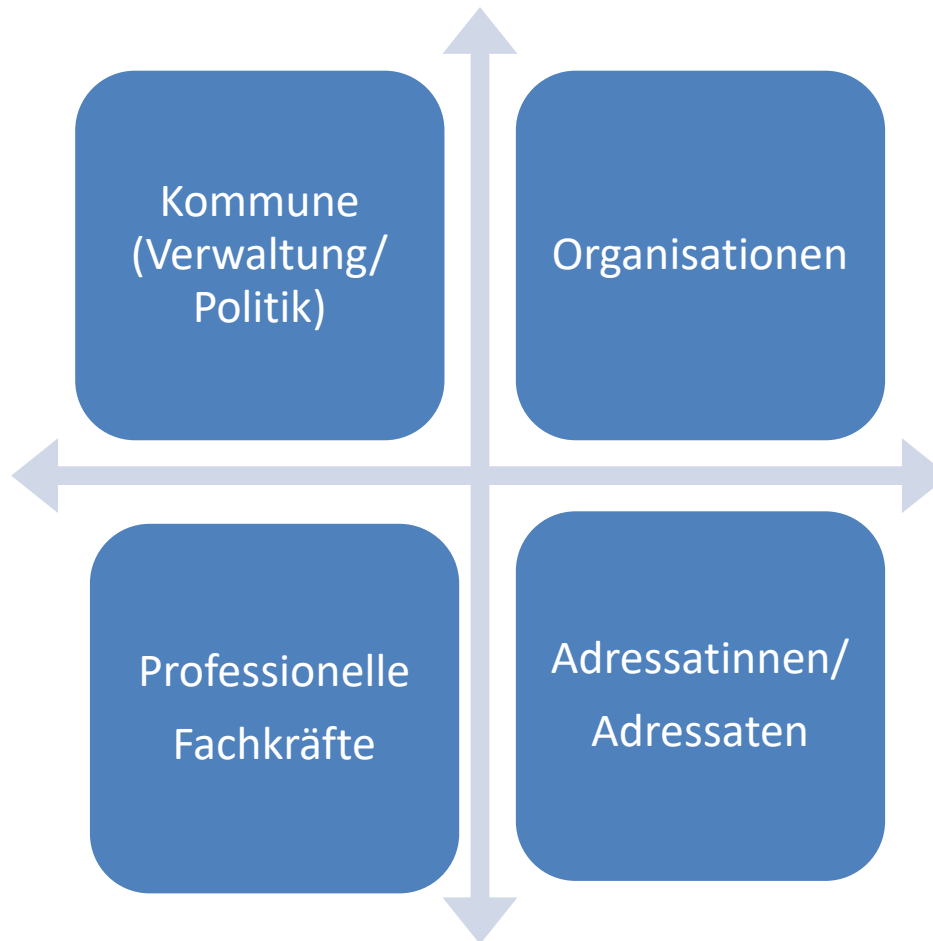 Kommune
(Verwaltung/
Politik)
Organisationen
Professionelle
Fachkräfte
Adressatinnen/
Adressaten